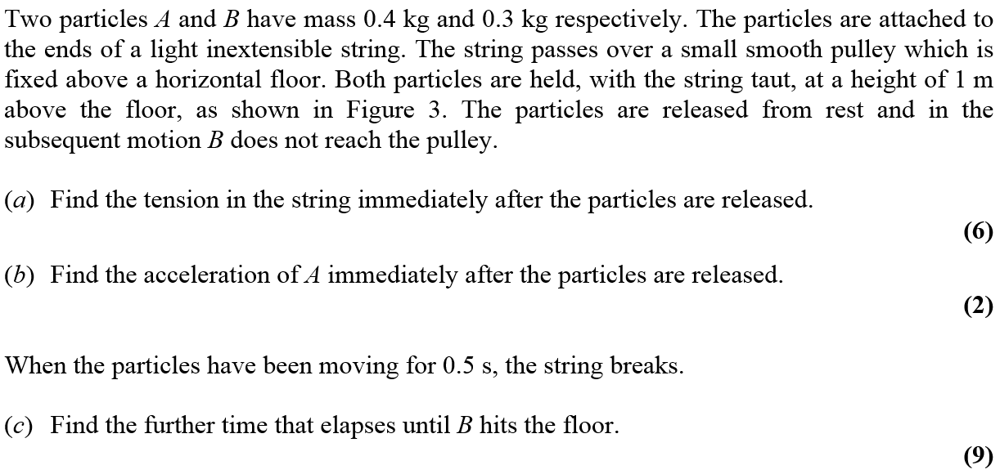 Two particles A and B have mass 0.4 kg and 0.3 kg respectively. The particles are attached to
the ends of a light inextensible string. The string passes over a small smooth pulley which is
fixed above a horizontal floor. Both particles are held, with the string taut, at a height of 1 m
above the floor, as shown in Figure 3. The particles are released from rest and in the
subsequent motion B does not reach the pulley.
(a) Find the tension in the string immediately after the particles are released.
(6)
(b) Find the acceleration of A immediately after the particles are released.
(2)
When the particles have been moving for 0.5 s, the string breaks.
(c) Find the further time that elapses until B hits the floor.
(9)